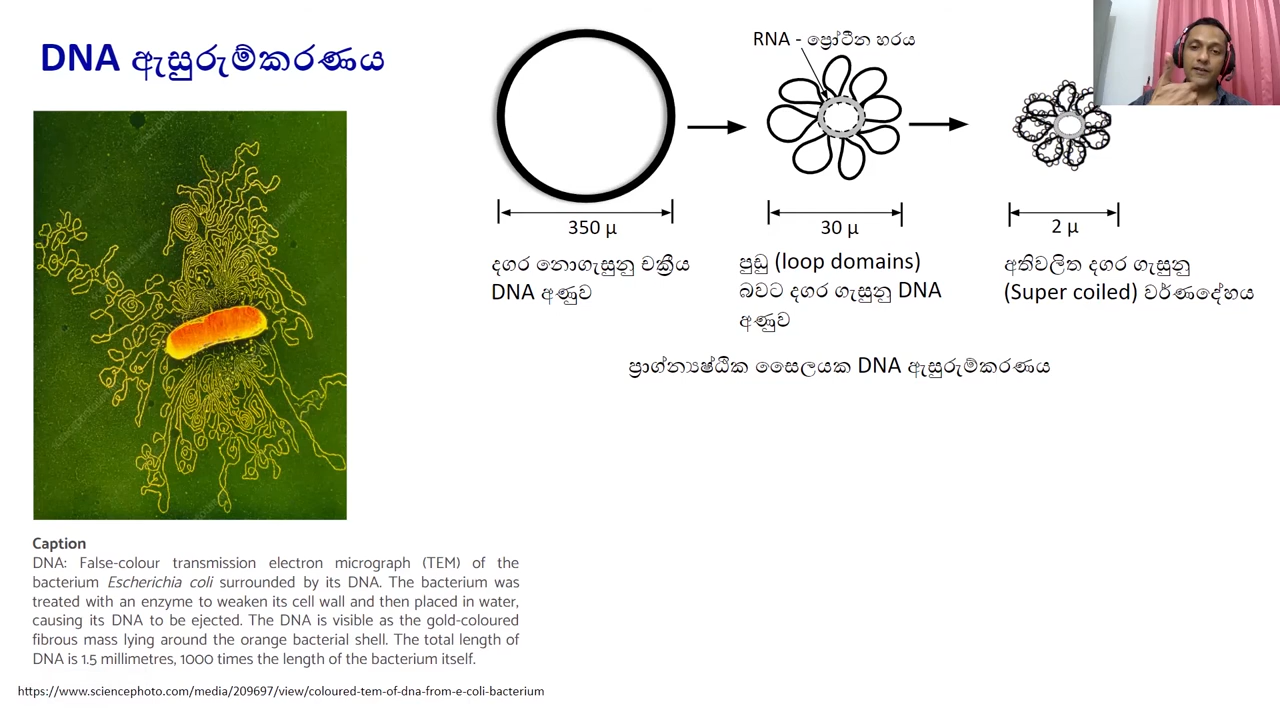 DNA ඇසුරුම්කරණය
RNA - ප්‍රෝටීන හරය
350 μ
30 μ
2 μ
දගර නොගැසුනු චක්‍රීය
DNA අණුව
පුඩු (loop domains)
බවට දගර ගැසුනු DNA
අණුව
අතිවලිත දගර ගැසුනු
(Super coiled) වර්ණදේහය
ප්‍රාග්න්‍යෂ්ඨික සෛලයක DNA ඇසුරුම්කරණය
Caption
DNA: False-colour transmission electron micrograph (TEM) of the
bacterium Escherichia coli surrounded by its DNA. The bacterium was
treated with an enzyme to weaken its cell wall and then placed in water,
causing its DNA to be ejected. The DNA is visible as the gold-coloured
fibrous mass lying around the orange bacterial shell. The total length of
DNA is 1.5 millimetres, 1000 times the length of the bacterium itself.
https://www.sciencephoto.com/media/209697/view/coloured-tem-of-dna-from-e-coli-bacterium